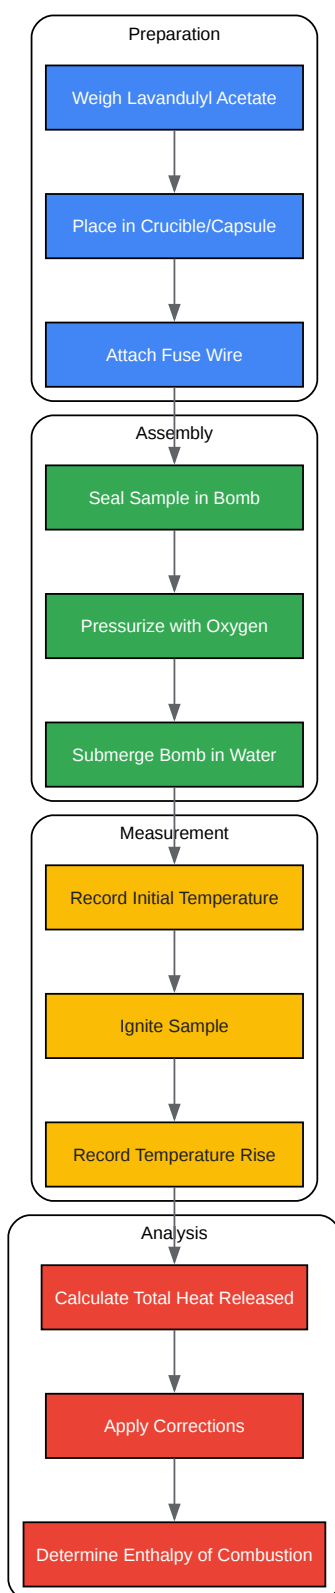 Preparation
Weigh Lavandulyl Acetate
Place in Crucible/Capsule
Attach Fuse Wire
Assembly
Seal Sample in Bomb
Pressurize with Oxygen
Submerge Bomb in Water
Measurement
Record Initial Temperature
Ignite Sample
Record Temperature Rise
Analysis
Calculate Total Heat Released
Apply Corrections
Determine Enthalpy of Combustion